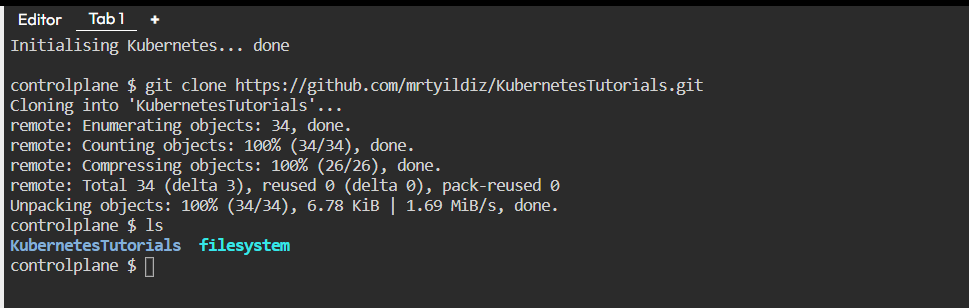 Editor Tab 1 +
Initialising Kubernetes... done
controlplane $ git clone https://github.com/mrtyildiz/KubernetesTutorials.git
Cloning into 'KubernetesTutorials'...
remote: Enumerating objects: 34, done.
remote: Counting objects: 100% (34/34), done.
remote: Compressing objects: 100% (26/26), done.
remote: Total 34 (delta 3), reused 0 (delta 0), pack-reused 0
Unpacking objects: 100% (34/34), 6.78 KiB | 1.69 MiB/s, done.
controlplane $ ls
KubernetesTutorials  filesystem
controlplane $